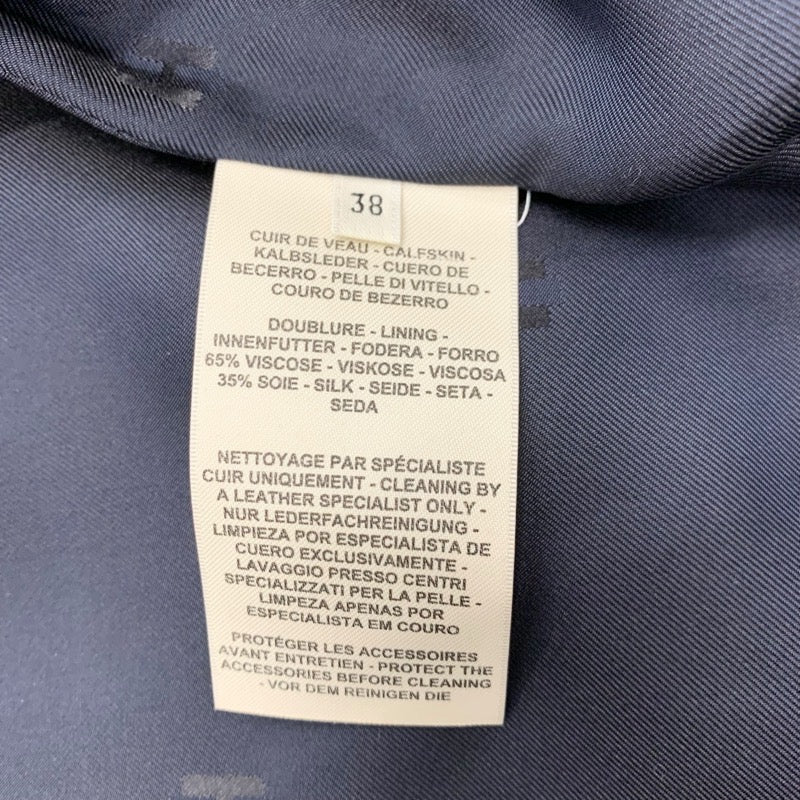 38
CUIR DE VEAU - CALFSKIN -
KALBSLEDER - CUERO DE
BECERRO - PELLE DI VITELLO -
COURO DE BEZERRO
DOUBLURE - LINING -
INNENFUTTER - FODERA - FORRO
65% VISCOSE - VISKOSE - VISCOSA
35% SOIE - SILK - SEIDE - SETA -
SEDA
NETTOYAGE PAR SPÉCIALISTE
CUIR UNIQUEMENT - CLEANING BY
A LEATHER SPECIALIST ONLY -
NUR LEDERFACHREINIGUNG -
LIMPIEZA POR ESPECIALISTA DE
CUERO EXCLUSIVAMENTE -
LAVAGGIO PRESSO CENTRI
SPECIALIZZATI PER LA PELLE -
LIMPEZA APENAS POR
ESPECIALISTA EM COURO
PROTÉGER LES ACCESSOIRES
AVANT ENTRETIEN - PROTECT THE
ACCESSORIES BEFORE CLEANING
- VOR DEM REINIGEN DIE